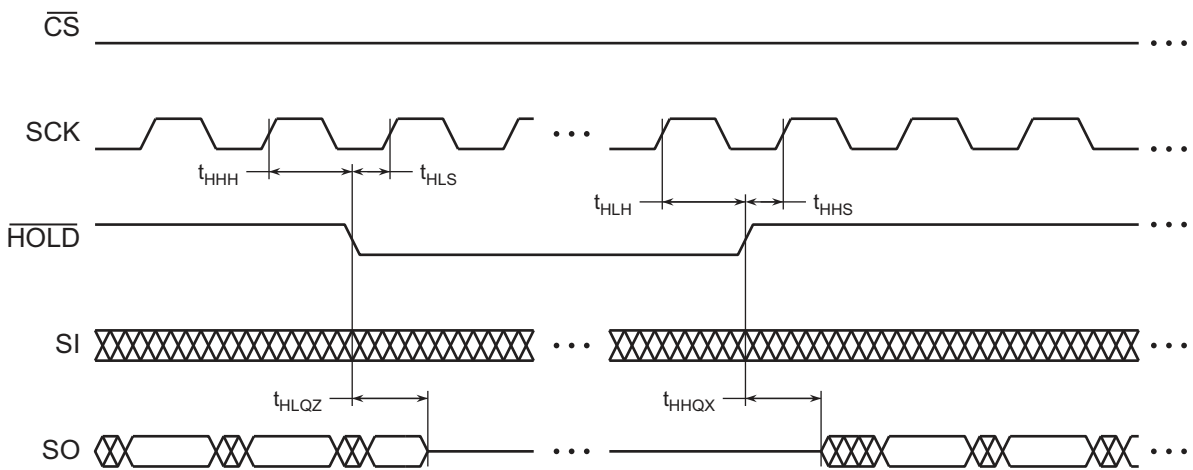 CS
SCK
tHHH
tHLS
tHLH
tHHS
HOLD
SI
tHLQZ
tHHQX
SO